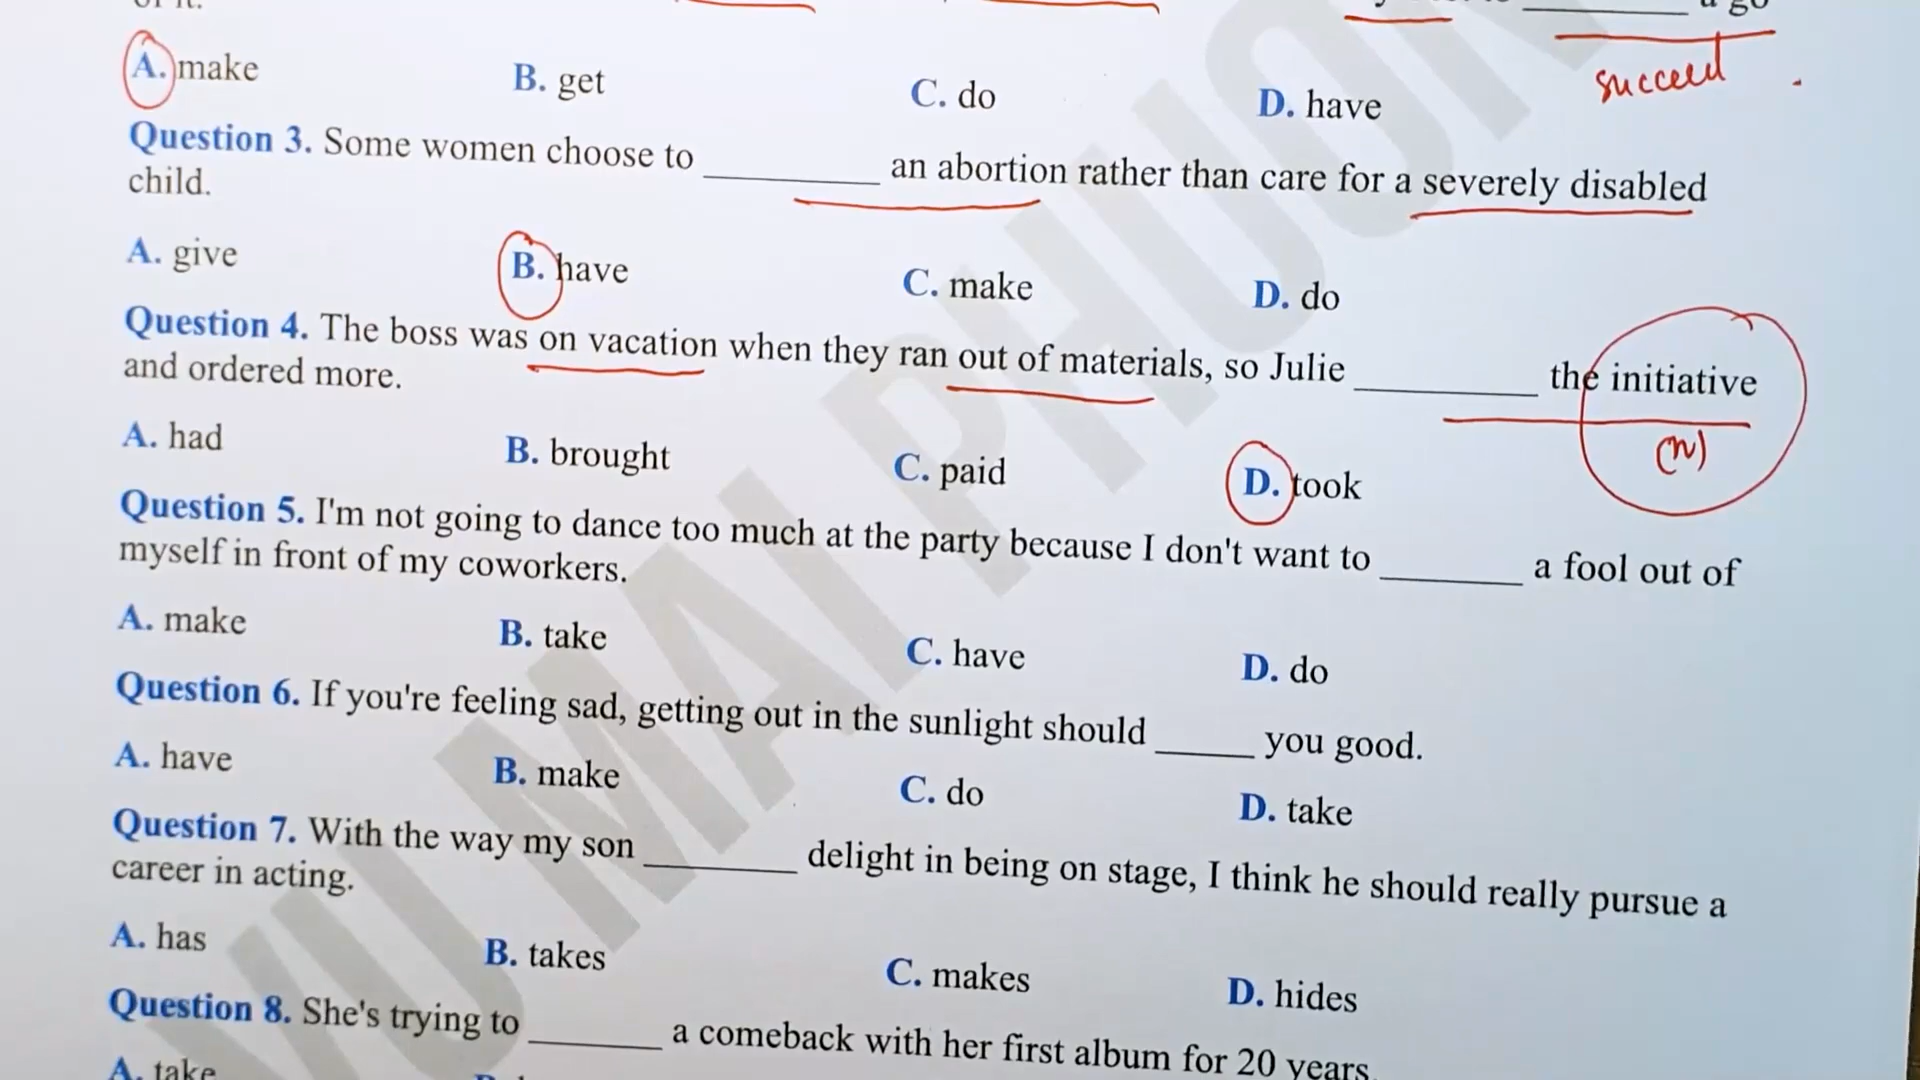 or it. a go
succeed
A. make B. get C. do D. have
Question 3. Some women choose to __________ an abortion rather than care for a severely disabled
child.
A. give B. have C. make D. do
Question 4. The boss was on vacation when they ran out of materials, so Julie __________ the initiative
and ordered more.
(n)
A. had B. brought C. paid D. took
Question 5. I'm not going to dance too much at the party because I don't want to ________ a fool out of
myself in front of my coworkers.
A. make B. take C. have D. do
Question 6. If you're feeling sad, getting out in the sunlight should _____ you good.
A. have B. make C. do D. take
Question 7. With the way my son ________ delight in being on stage, I think he should really pursue a
career in acting.
A. has B. takes C. makes D. hides
Question 8. She's trying to _______ a comeback with her first album for 20 years.
A. take
VU MAI PHUON